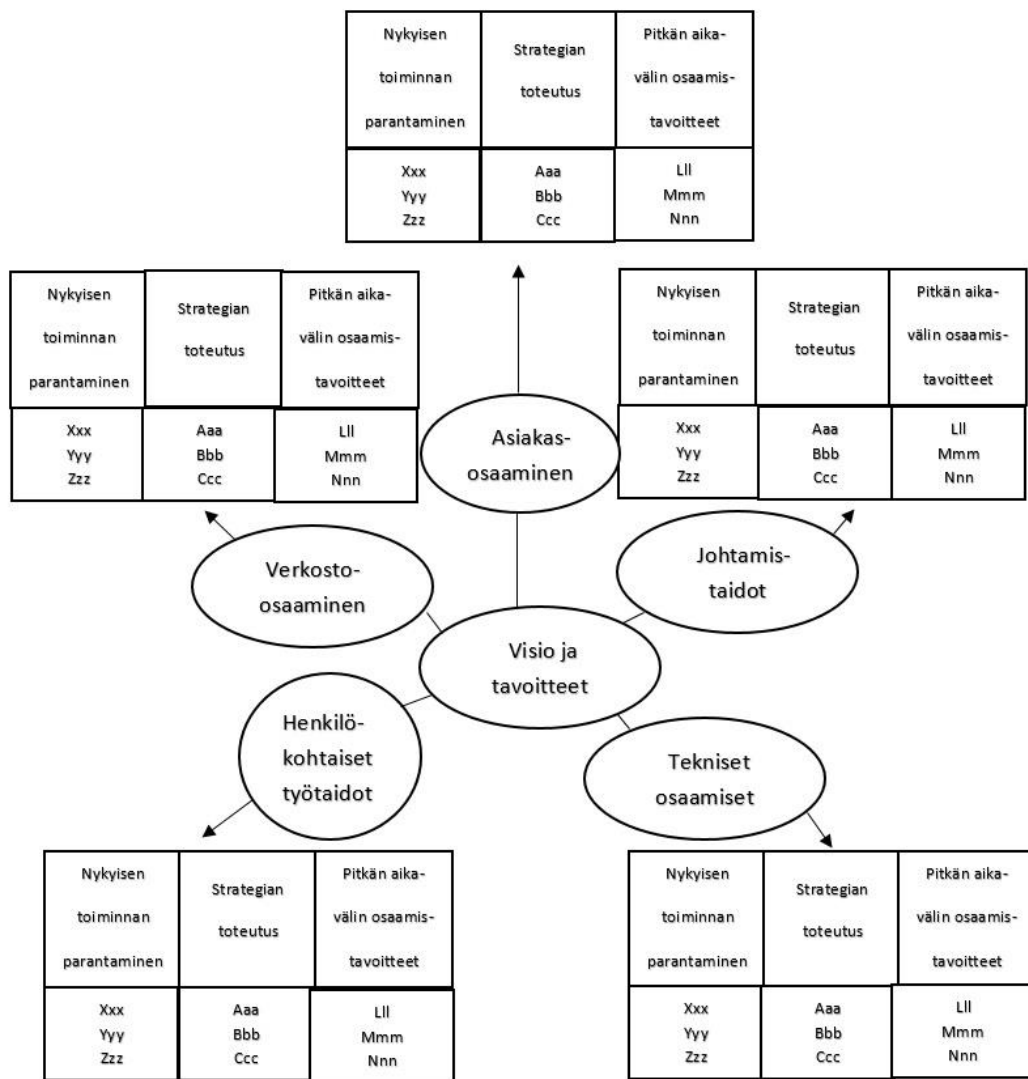 Nykyisen
toiminnan
parantaminen
Strategian
toteutus
Pitkän aika-
välin osaamis-
tavoitteet
Xxx
Yyy
Zzz
Aaa
Bbb
Ccc
Lll
Mmm
Nnn
Nykyisen
toiminnan
parantaminen
Strategian
toteutus
Pitkän aika-
välin osaamis-
tavoitteet
Xxx
Yyy
Zzz
Aaa
Bbb
Ccc
Lll
Mmm
Nnn
Nykyisen
toiminnan
parantaminen
Strategian
toteutus
Pitkän aika-
välin osaamis-
tavoitteet
Xxx
Yyy
Zzz
Aaa
Bbb
Ccc
Lll
Mmm
Nnn
Asiakas-
osaaminen
Verkosto-
osaaminen
Johtamis-
taidot
Visio ja
tavoitteet
Henkilö-
kohtaiset
työtaidot
Tekniset
osaamiset
Nykyisen
toiminnan
parantaminen
Strategian
toteutus
Pitkän aika-
välin osaamis-
tavoitteet
Xxx
Yyy
Zzz
Aaa
Bbb
Ccc
Lll
Mmm
Nnn
Nykyisen
toiminnan
parantaminen
Strategian
toteutus
Pitkän aika-
välin osaamis-
tavoitteet
Xxx
Yyy
Zzz
Aaa
Bbb
Ccc
Lll
Mmm
Nnn